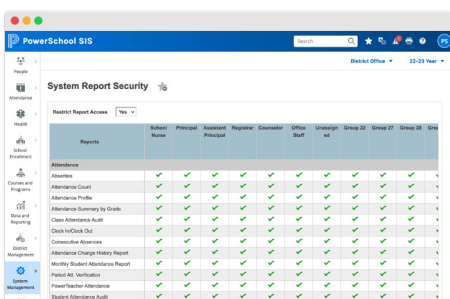 PowerSchool SIS
Search
PS
District Office
22-23 Year
People
Attendance
Health
School
Enrollment
Courses and
Programs
Data and
Reporting
District
Management
System
Management
System Report Security
Restrict Report Access Yes
Reports
School Nurse
Principal
Assistant Principal
Registrar
Counselor
Office Staff
Unassign ed
Group 22
Group 27
Group 28
Grou
Attendance
Absentee
Attendance Count
Attendance Profile
Attendance Summary by Grade
Class Attendance Audit
Clock In/Clock Out
Consecutive Absences
Attendance Change History Report
Monthly Student Attendance Report
Period Att. Verification
PowerTeacher Attendance
Student Attendance Audit